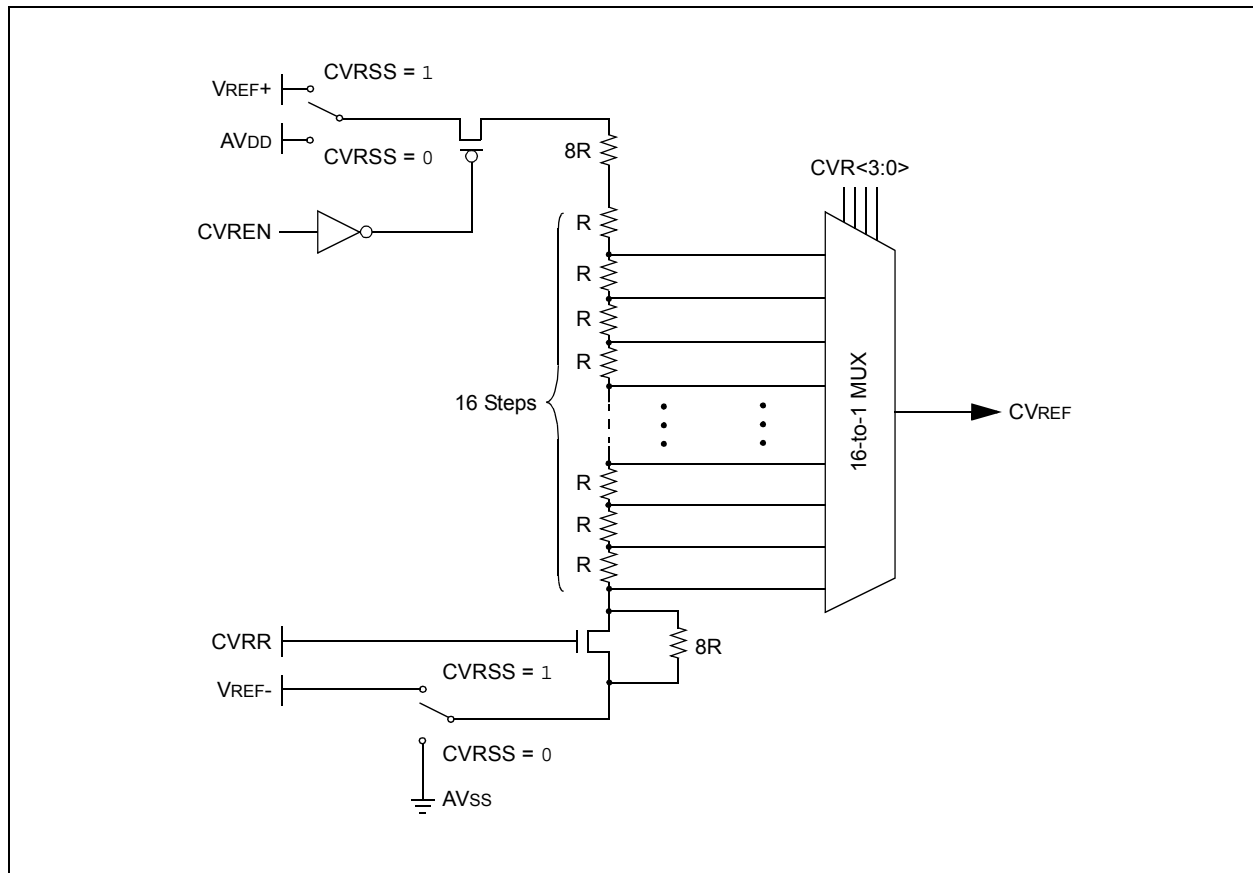 CVRSS = 1
VREF+
AVDD
CVRSS = 0
8R
CVR<3:0>
CVREN
R
R
R
R
16 Steps
16-to-1 MUX
CVREF
R
R
R
CVRR
8R
CVRSS = 1
VREF-
CVRSS = 0
AVSS